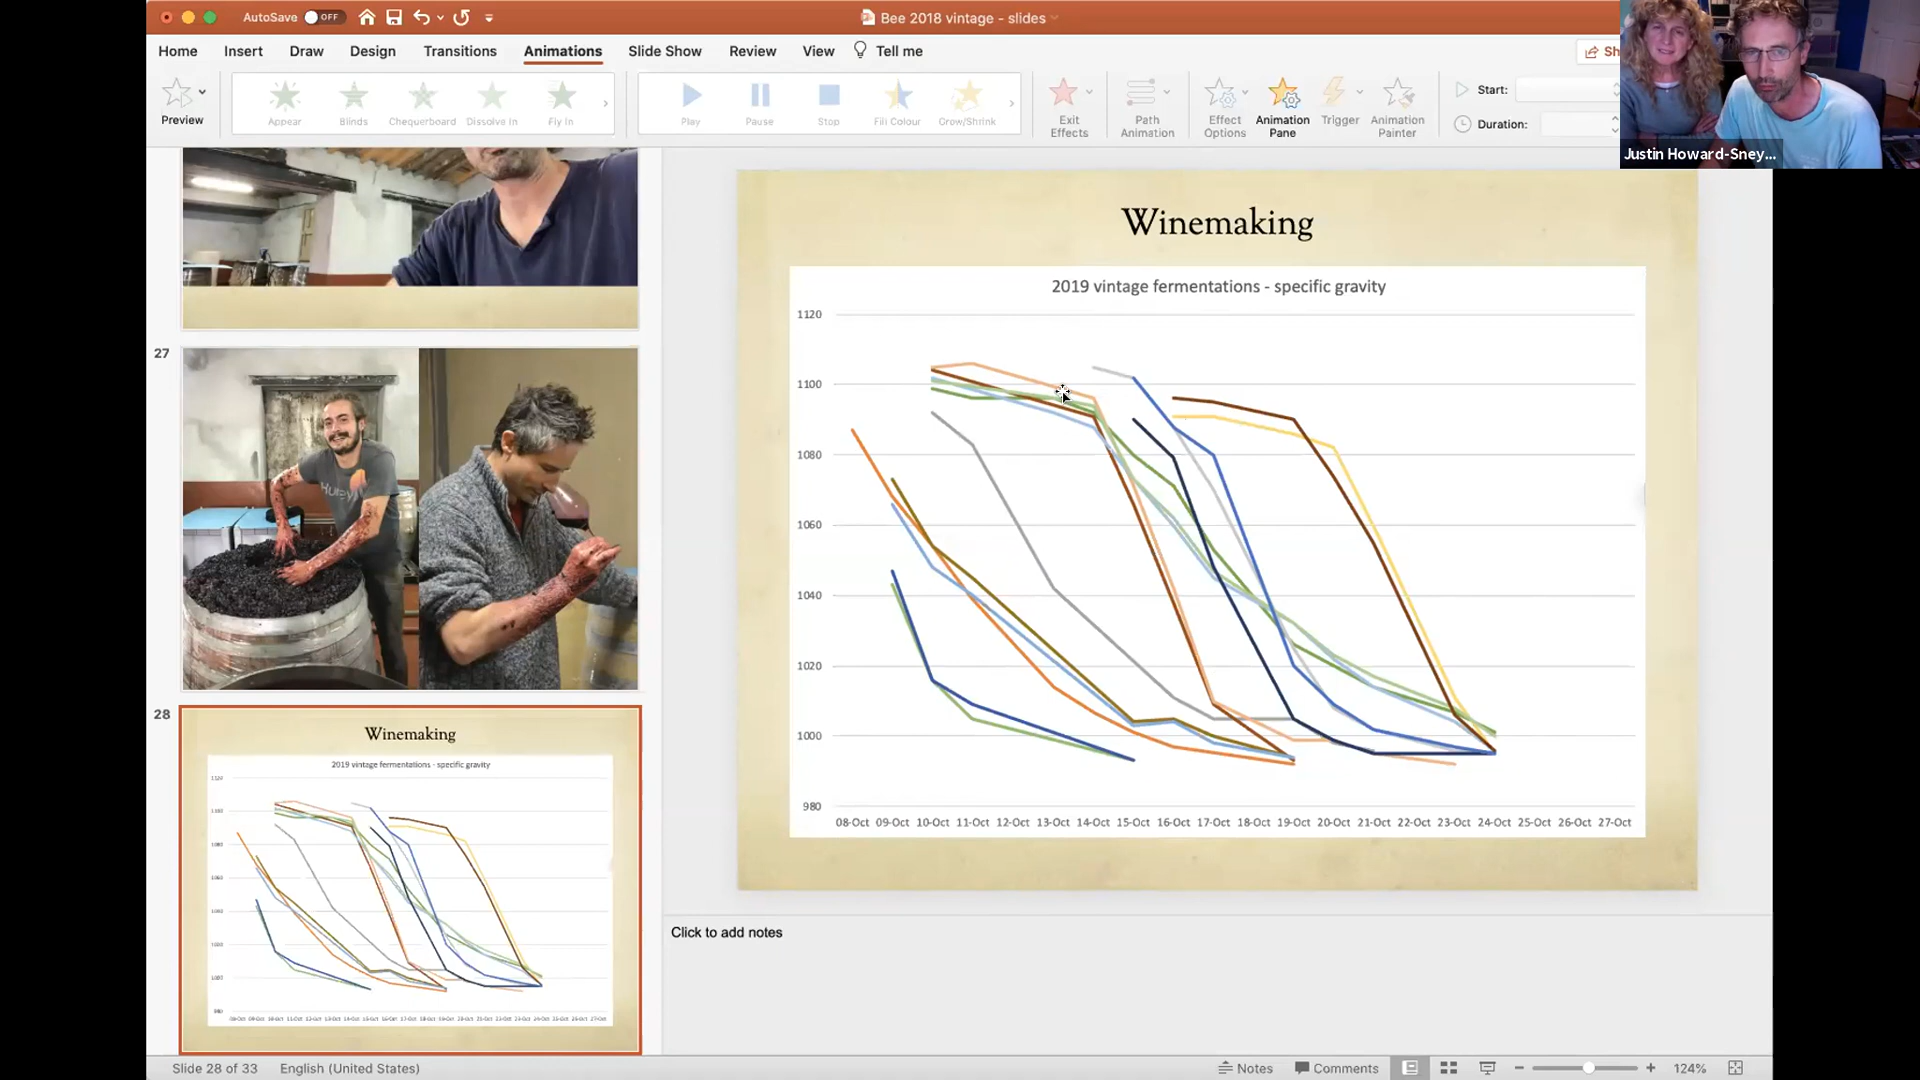 AutoSave OFF
Bee 2018 vintage - slides
Home Insert Draw Design Transitions Animations Slide Show Review View Tell me
Sh
Preview
Appear Blinds Chequerboard Dissolve In Fly In
Play Pause Stop Fill Colour Grow/Shrink
Exit Effects
Path Animation
Effect Options
Animation Pane
Trigger
Animation Painter
Start:
Duration:
Justin Howard-Sney...
27
28
Winemaking
2019 vintage fermentations - specific gravity
Winemaking
2019 vintage fermentations - specific gravity
1120
1100
1080
1060
1040
1020
1000
980
08-Oct 09-Oct 10-Oct 11-Oct 12-Oct 13-Oct 14-Oct 15-Oct 16-Oct 17-Oct 18-Oct 19-Oct 20-Oct 21-Oct 22-Oct 23-Oct 24-Oct 25-Oct 26-Oct 27-Oct
Click to add notes
Slide 28 of 33 English (United States)
Notes Comments 124%